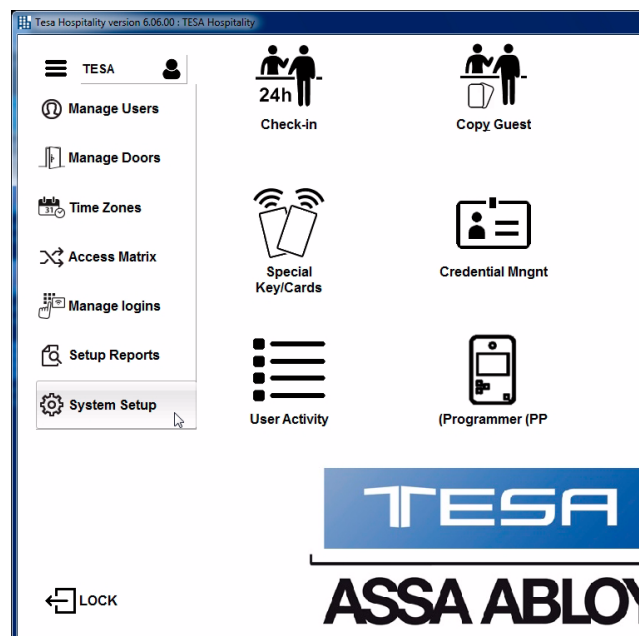 Tesa Hospitality version 6.06.00 : TESA Hospitality
TESA
Manage Users
Manage Doors
31
Time Zones
Access Matrix
Manage logins
Setup Reports
System Setup
LOCK
24h
Check-in
Copy Guest
Special
Key/Cards
Credential Mngnt
User Activity
(Programmer (PP
TESA
ASSA ABLOY